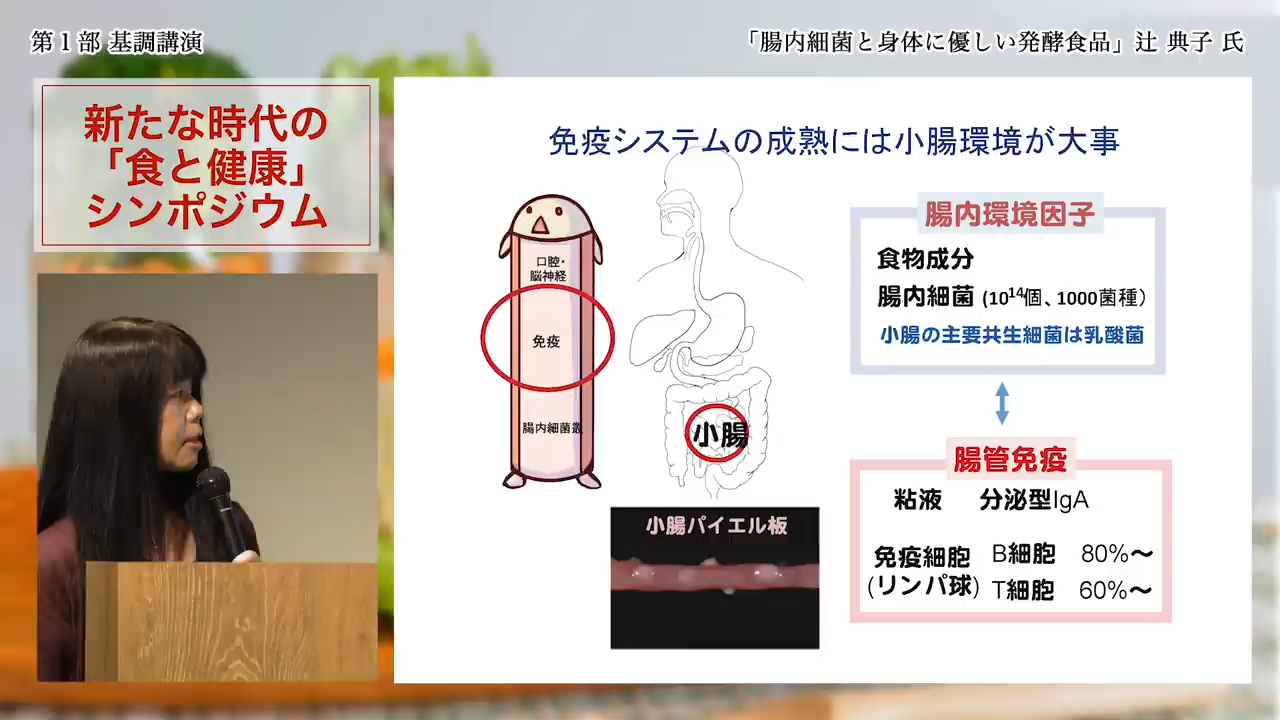 第１部 基調講演
「腸内細菌と身体に優しい発酵食品」辻 典子 氏
新たな時代の
「食と健康」
シンポジウム
免疫システムの成熟には小腸環境が大事
口腔・
脳神経
免疫
腸内細菌叢
小腸
小腸パイエル板
腸内環境因子
食物成分
腸内細菌 (10¹⁴個、1000菌種)
小腸の主要共生細菌は乳酸菌
腸管免疫
粘液 分泌型IgA
免疫細胞 B細胞 80%～
(リンパ球) T細胞 60%～